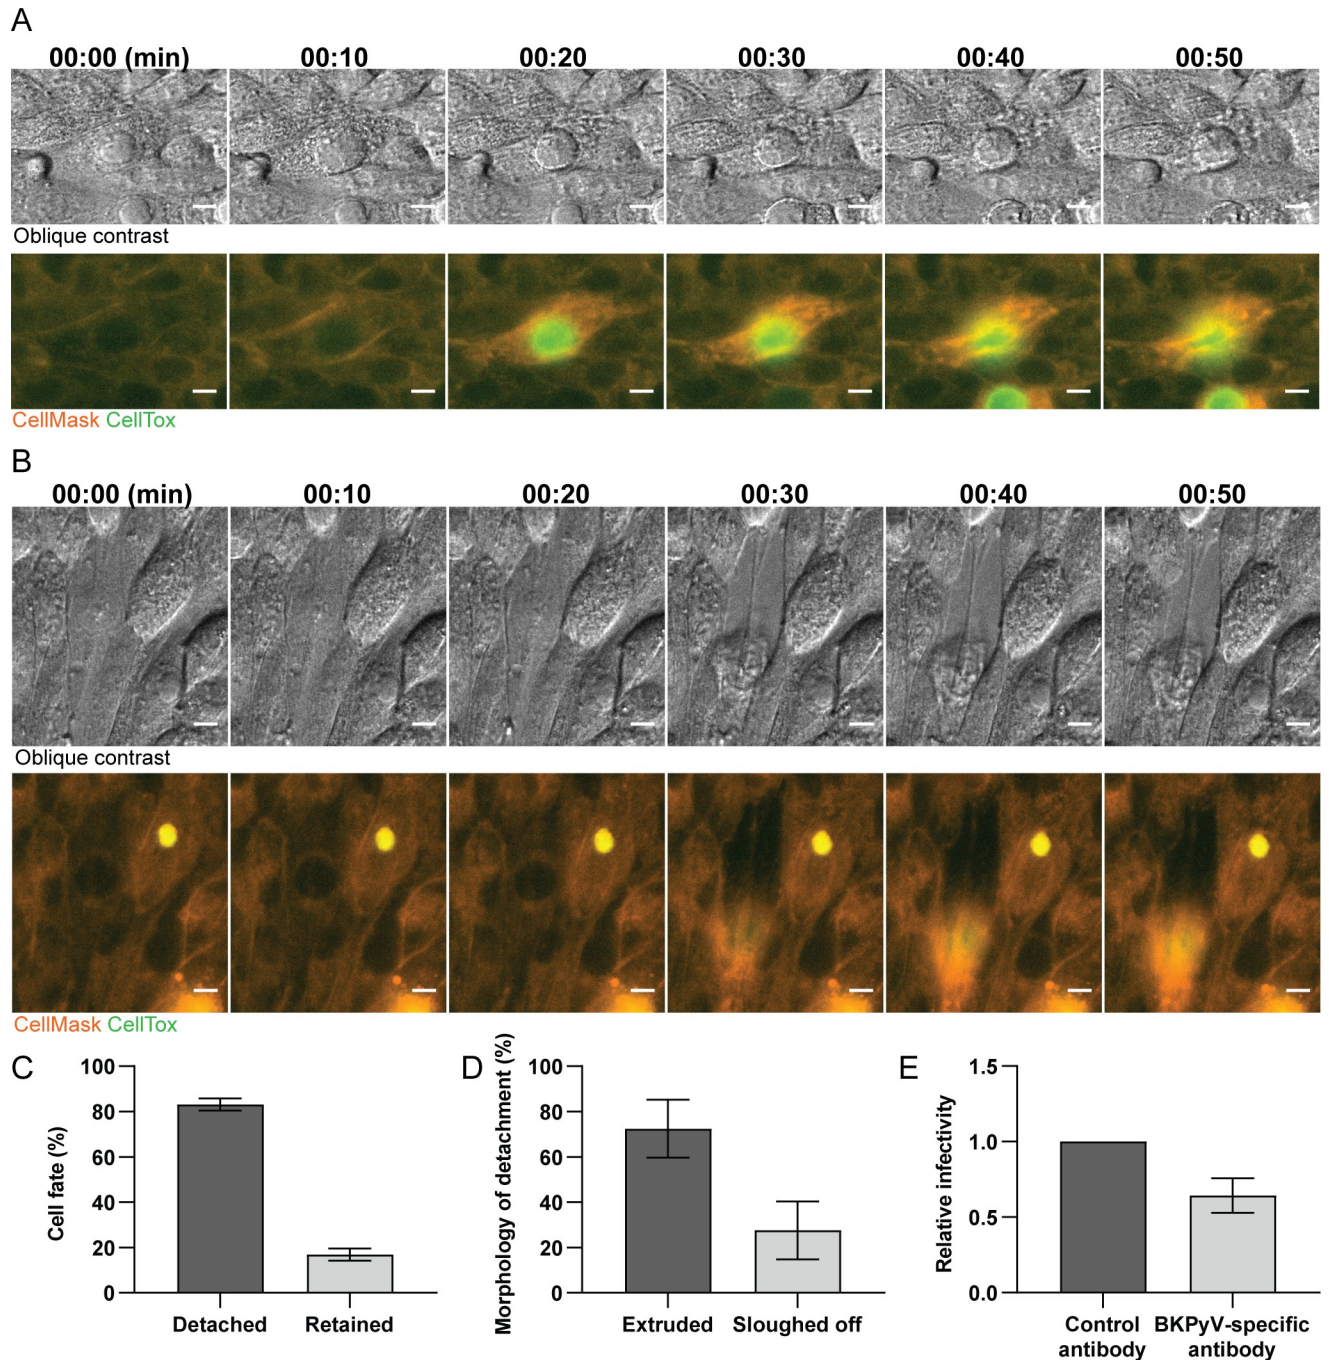 A
00:00 (min) 00:10 00:20 00:30 00:40 00:50
Oblique contrast
CellMask CellTox
B
00:00 (min) 00:10 00:20 00:30 00:40 00:50
Oblique contrast
CellMask CellTox
C
Cell fate (%)
100
80
60
40
20
0
Detached Retained
D
Morphology of detachment (%)
100
80
60
40
20
0
Extruded Sloughed off
E
Relative infectivity
1.5
1.0
0.5
0.0
Control antibody
BKPyV-specific antibody